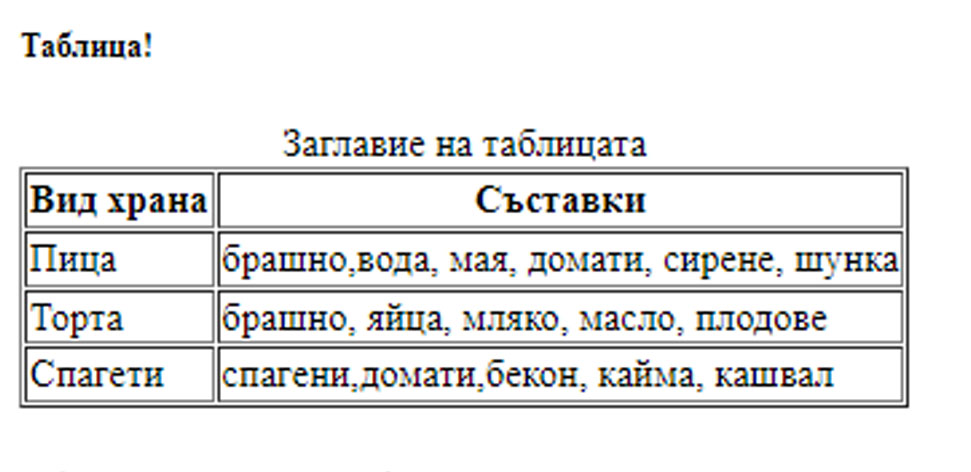 Таблица!
Заглавие на таблицата
Вид храна Съставки
Пица брашно,вода, мая, домати, сирене, шунка
Торта брашно, яйца, мляко, масло, плодове
Спагети спагени,домати,бекон, кайма, кашвал